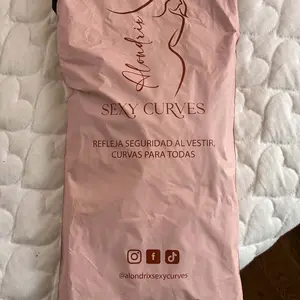 Alondrix
SEXY CURVES
REFLEJA SEGURIDAD AL VESTIR,
CURVAS PARA TODAS
@alondrixsexycurves